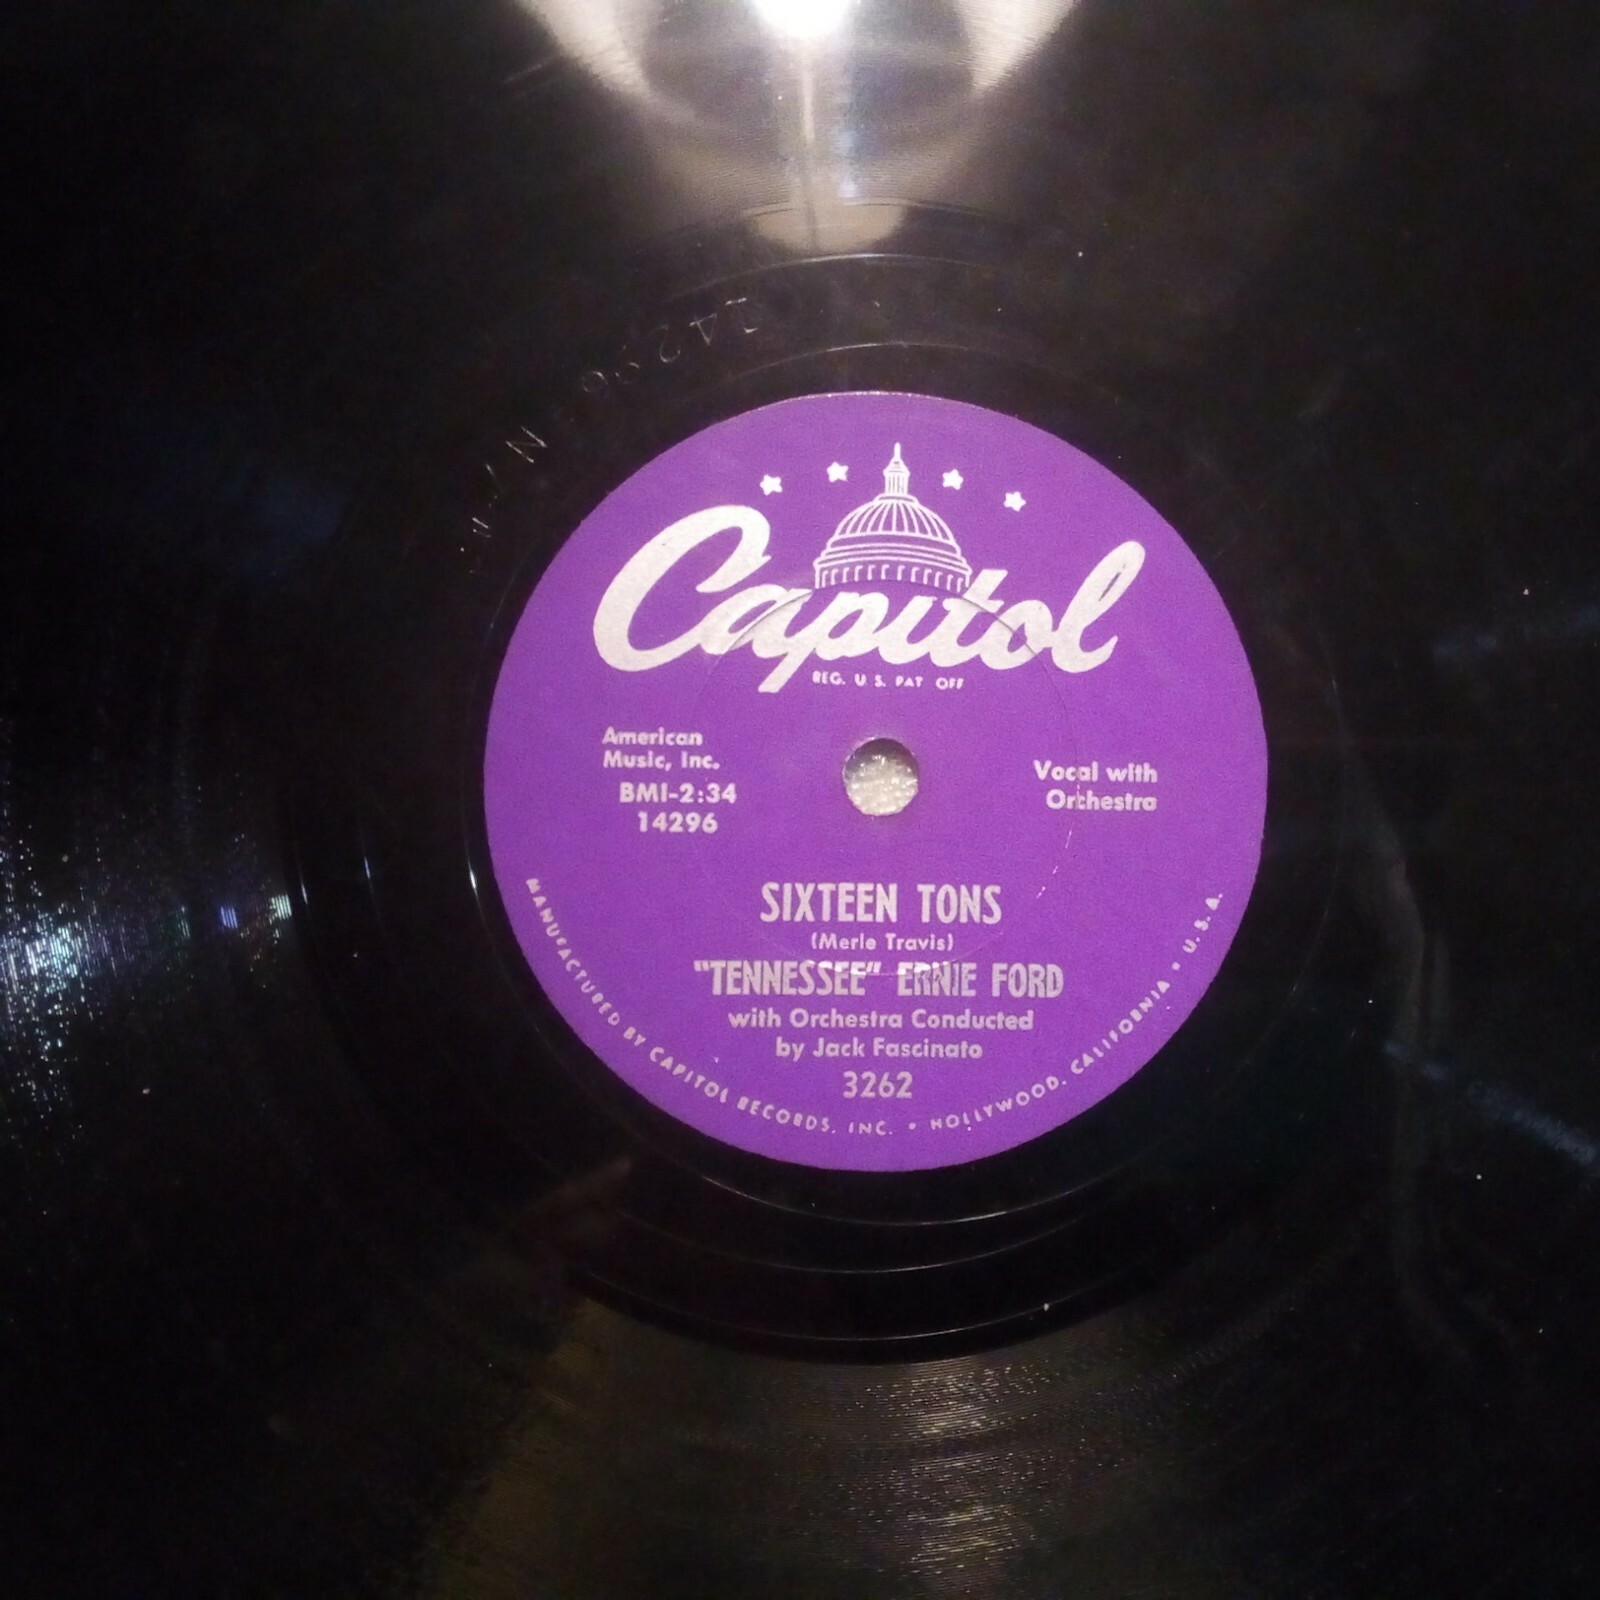 14296
N
Capitol
REG. U.S. PAT. OFF
American
Music, Inc.
BMI-2:34
14296
Vocal with
Orchestra
SIXTEEN TONS
(Merle Travis)
"TENNESSEE" ERNIE FORD
with Orchestra Conducted
by Jack Fascinato
3262
MANUFACTURED BY CAPITOL RECORDS, INC. • HOLLYWOOD, CALIFORNIA • U.S.A.